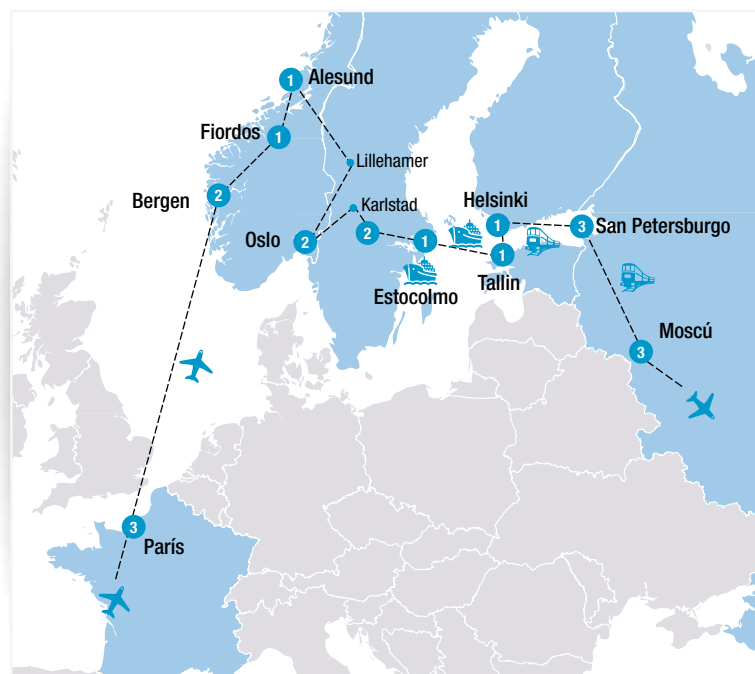 1 Alesund
Fiordos 1
Lillehamer
Bergen 2
Karlstad
Helsinki
Oslo 2
2
1
1
3 San Petersburgo
1
Tallin
Estocolmo
Moscú
3
3
París